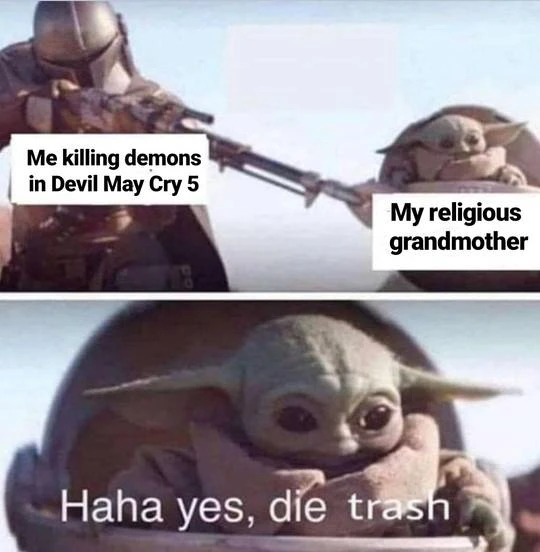 Me killing demons
in Devil May Cry 5
My religious
grandmother
Haha yes, die trash